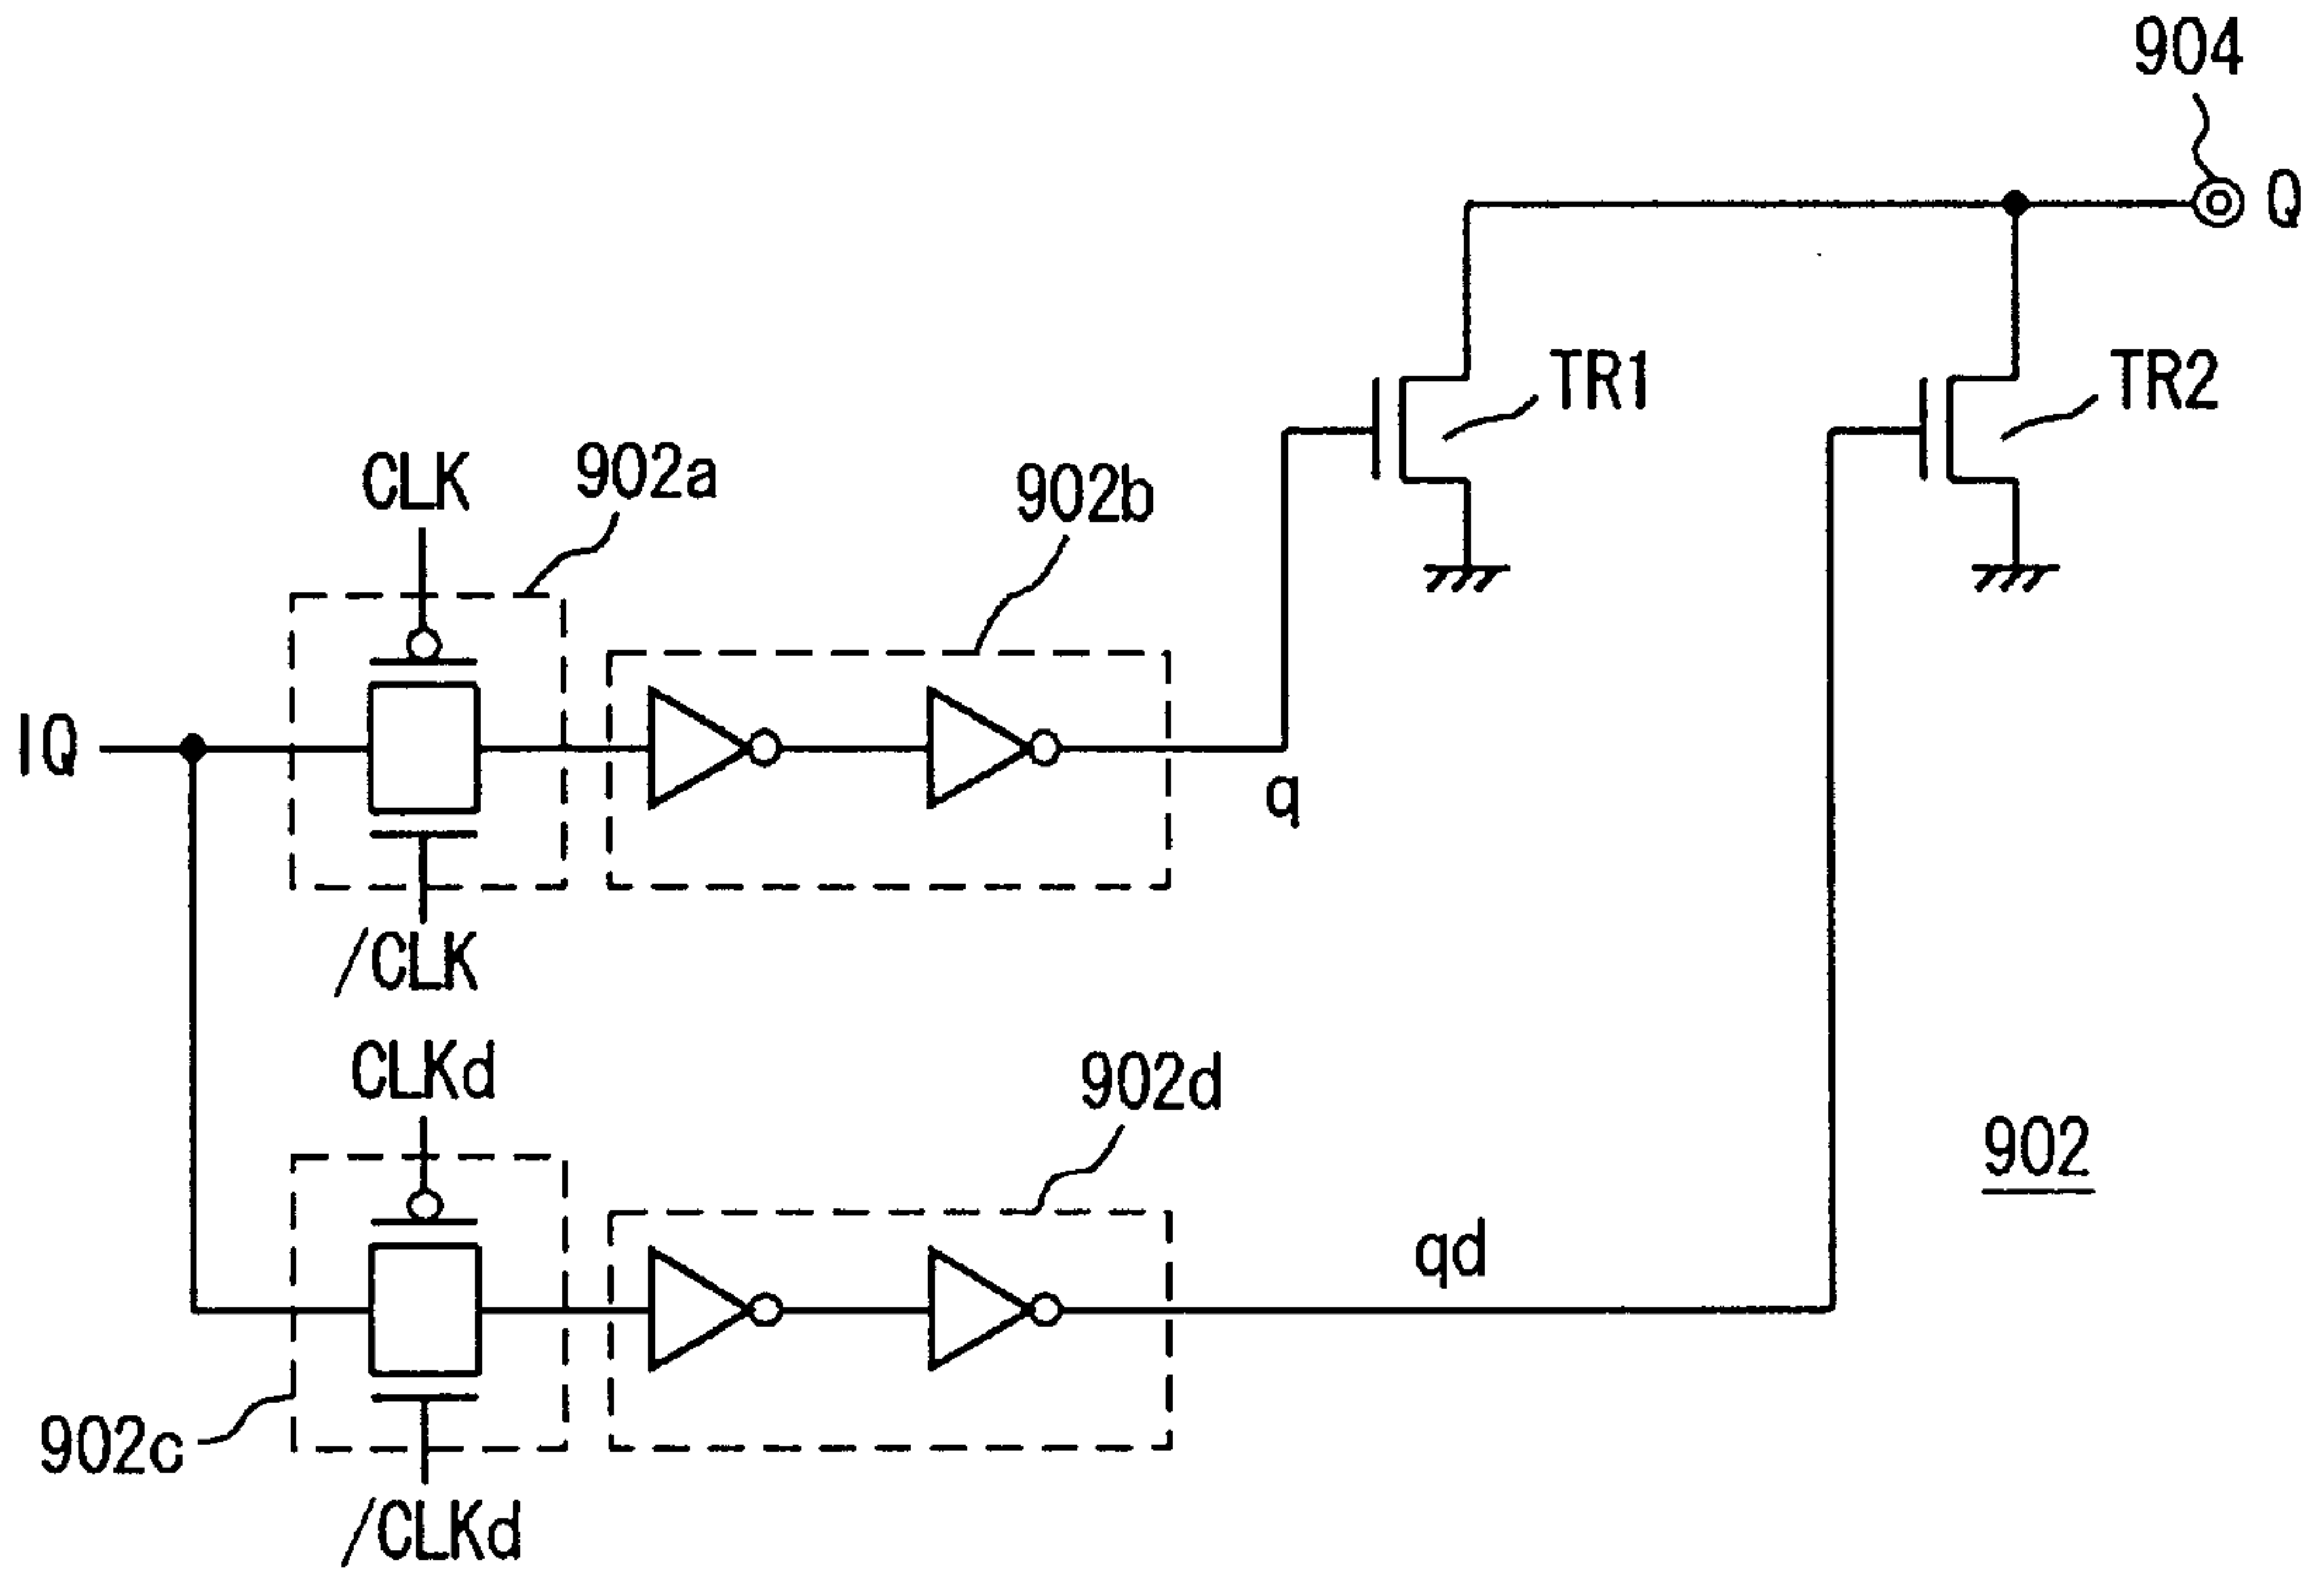 904
Q
TR1
TR2
CLK
902a
902b
IQ
q
/CLK
CLKd
902d
902
qd
902c
/CLKd